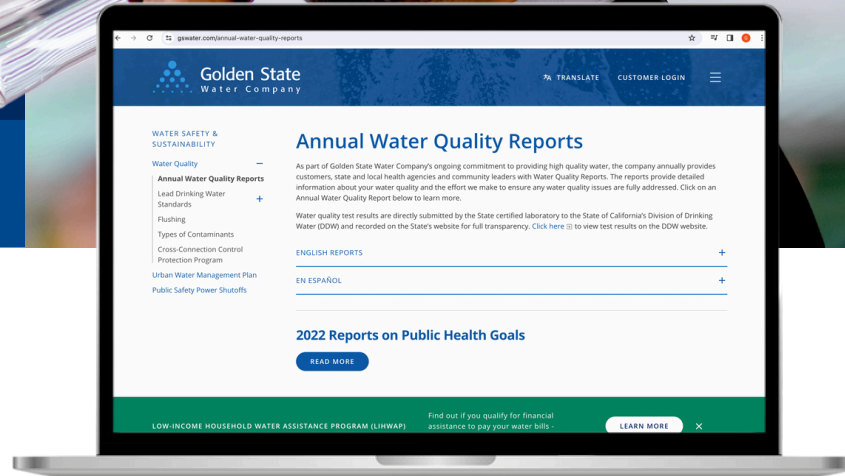 gswater.com/annual-water-quality-reports
Golden State
Water Company
TRANSLATE
CUSTOMER LOGIN
WATER SAFETY &
SUSTAINABILITY
Water Quality
Annual Water Quality Reports
Lead Drinking Water
Standards
Flushing
Types of Contaminants
Cross-Connection Control
Protection Program
Urban Water Management Plan
Public Safety Power Shutoffs
Annual Water Quality Reports
As part of Golden State Water Company's ongoing commitment to providing high quality water, the company annually provides
customers, state and local health agencies and community leaders with Water Quality Reports. The reports provide detailed
information about your water quality and the effort we make to ensure any water quality issues are fully addressed. Click on an
Annual Water Quality Report below to learn more.
Water quality test results are directly submitted by the State certified laboratory to the State of California's Division of Drinking
Water (DDW) and recorded on the State's website for full transparency. Click here to view test results on the DDW website.
ENGLISH REPORTS
EN ESPAÑOL
2022 Reports on Public Health Goals
READ MORE
LOW-INCOME HOUSEHOLD WATER ASSISTANCE PROGRAM (LIHWAP)
Find out if you qualify for financial
assistance to pay your water bills -
LEARN MORE